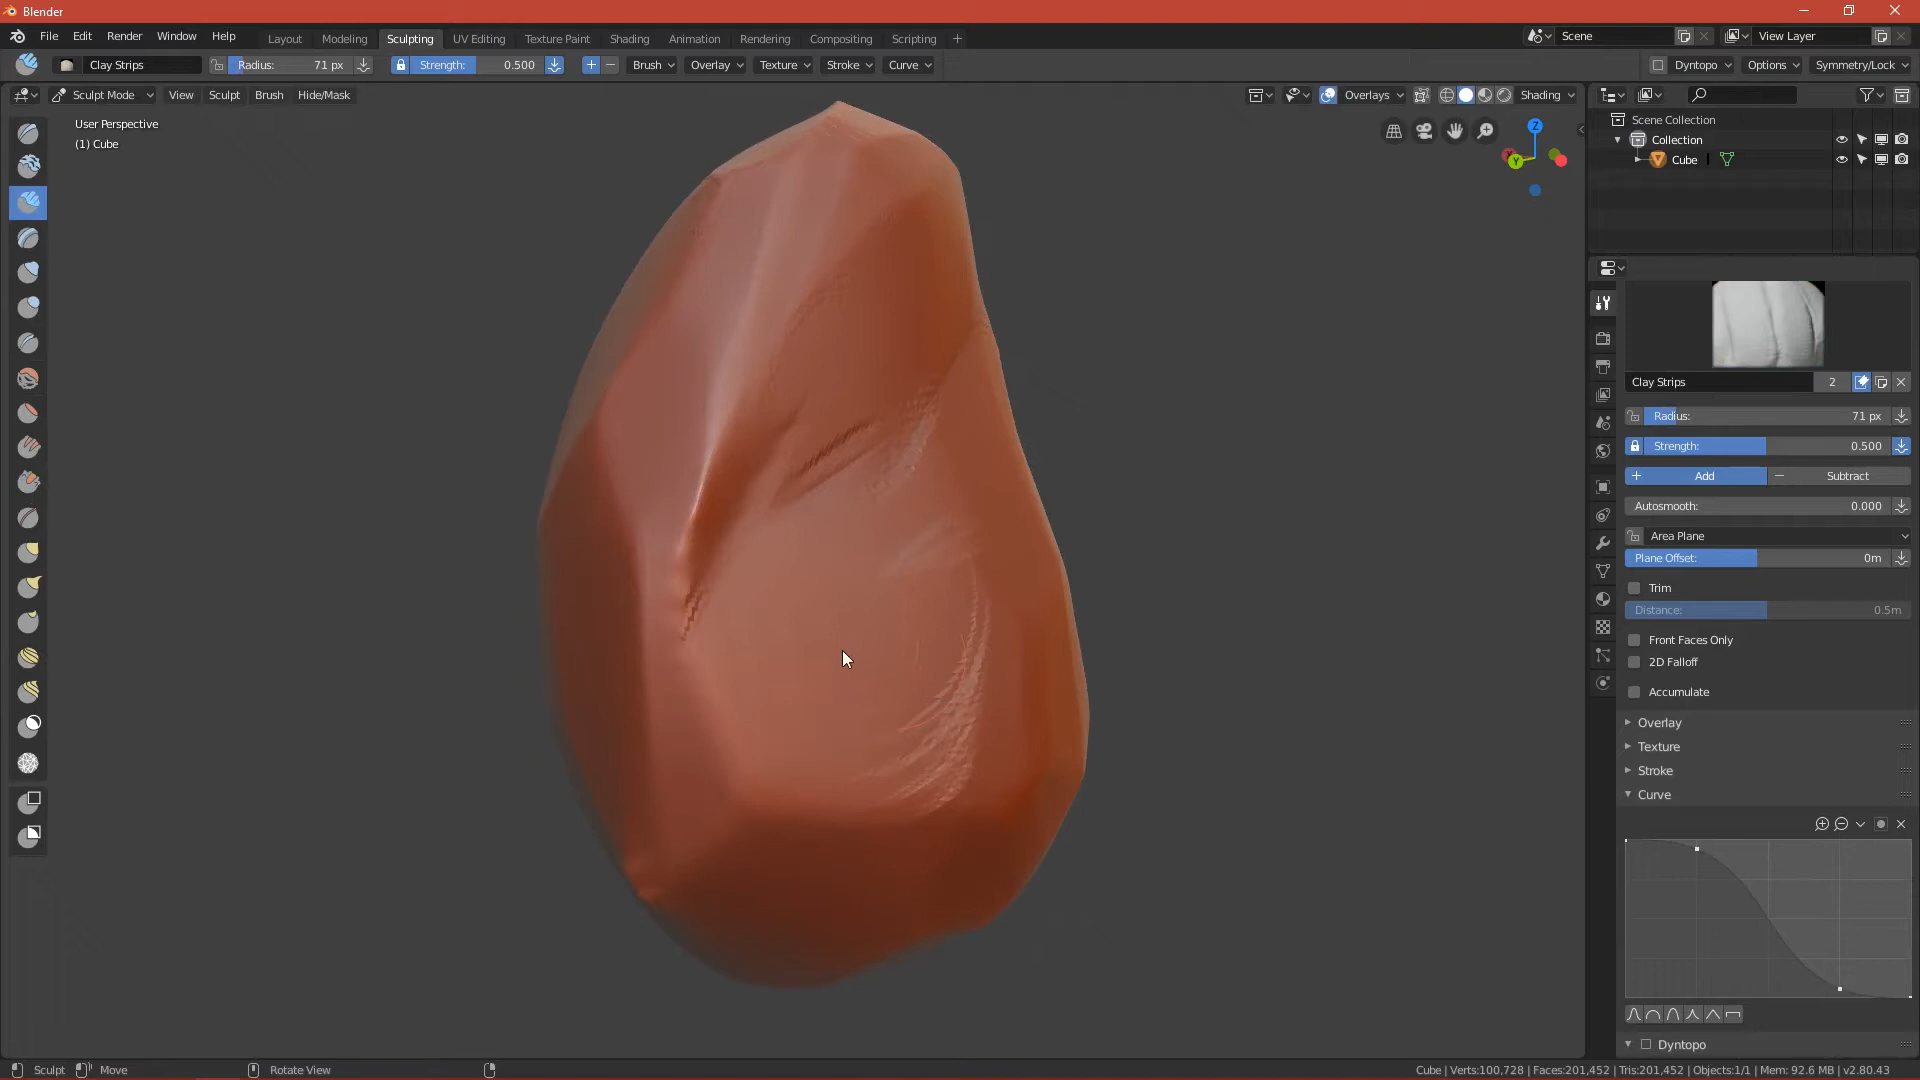 Blender
File Edit Render Window Help Layout Modeling Sculpting UV Editing Texture Paint Shading Animation Rendering Compositing Scripting Scene View Layer
Clay Strips Radius: 71 px Strength: 0.500 Brush Overlay Texture Stroke Curve Dyntopo Options Symmetry/Lock
Sculpt Mode View Sculpt Brush Hide/Mask Overlays Shading
User Perspective
(1) Cube
Z
Y
Scene Collection
Collection
Cube
Clay Strips 2
Radius: 71 px
Strength: 0.500
Add Subtract
Autosmooth: 0.000
Area Plane
Plane Offset: 0m
Trim
Distance: 0.5m
Front Faces Only
2D Falloff
Accumulate
Overlay
Texture
Stroke
Curve
Dyntopo
Sculpt Move Rotate View Cube | Verts:100,728 | Faces:201,452 | Tris:201,452 | Objects:1/1 | Mem: 92.6 MB | v2.80.43